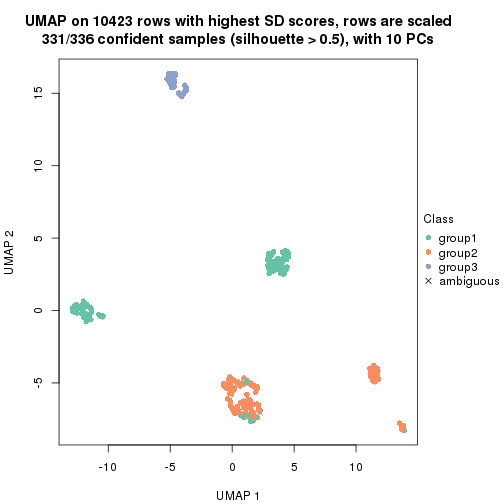 UMAP on 10423 rows with highest SD scores, rows are scaled
331/336 confident samples (silhouette > 0.5), with 10 PCs
15
10
5
0
-5
UMAP 2
-10
-5
0
5
10
UMAP 1
Class
group1
group2
group3
ambiguous